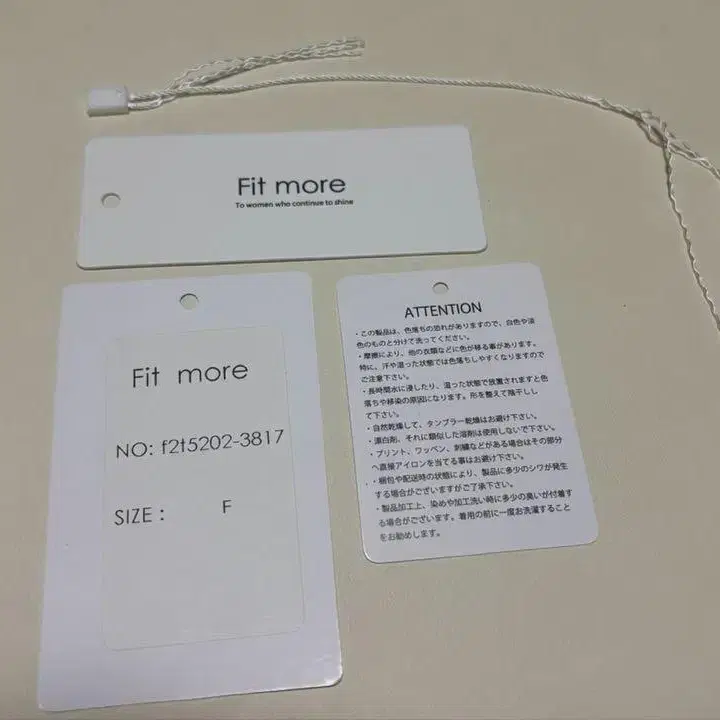 Fit more
To women who continue to shine
Fit more
NO: f2t5202-3817
SIZE : F
ATTENTION
・この製品は、色落ちの恐れがありますので、白色や淡
色のものと分けて洗ってください。
・摩擦により、他の衣類などに色が移る事があります。
特に、汗や湿った状態では色落ちしやすくなりますので
ご注意下さい。
・長時間水に浸したり、湿った状態で放置されますと色
落ちや移染の原因になります。形を整えて陰干しし
て下さい。
・自然乾燥して、タンブラー乾燥はお避け下さい。
・漂白剤、それに類似した溶剤は使用しないで下さい。
・プリント、ワッペン、刺繍などがある場合はその部分
へ直接アイロンを当てる事はお避け下さい。
・梱包や配送時の状態により、製品に多少のシワが発生
する場合がございますがご了承下さい。
・製品加工上、染めや加工洗い時に多少の臭いが付着す
る場合がございます。着用の前に一度お洗濯すること
をお勧めします。